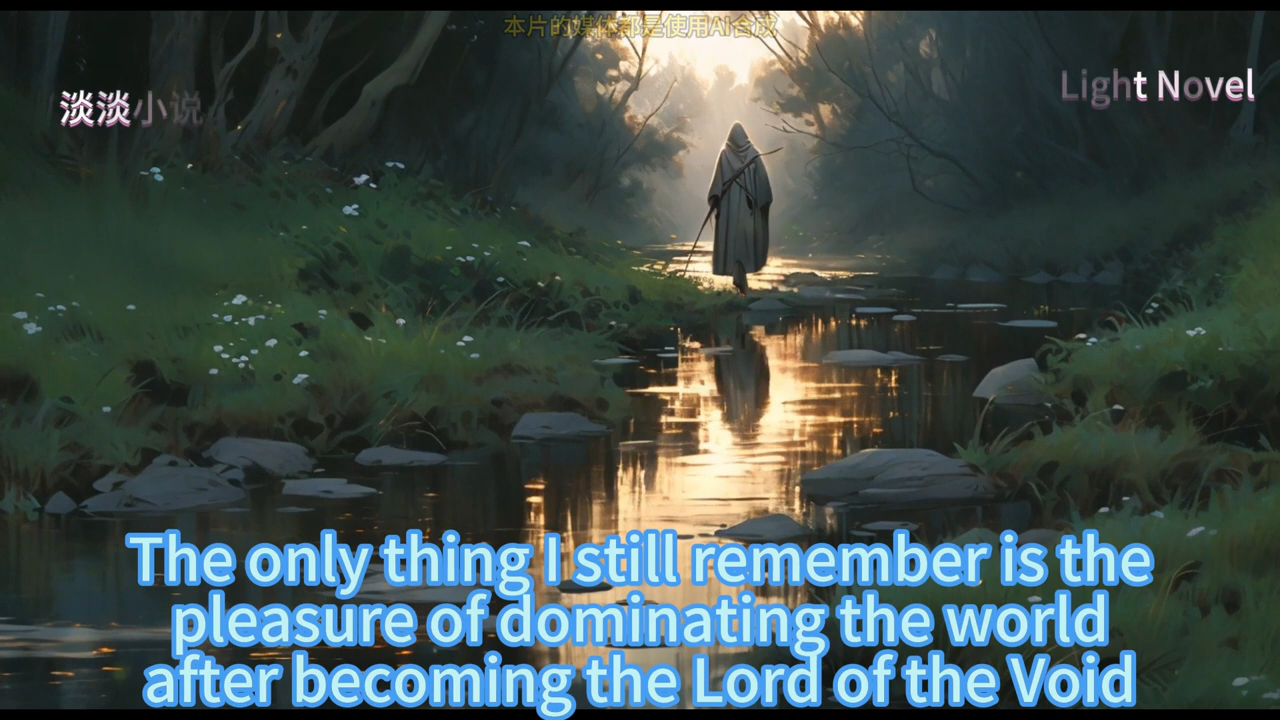 本片的媒体都是使用AI合成
淡淡小说
Light Novel
The only thing I still remember is the
pleasure of dominating the world
after becoming the Lord of the Void